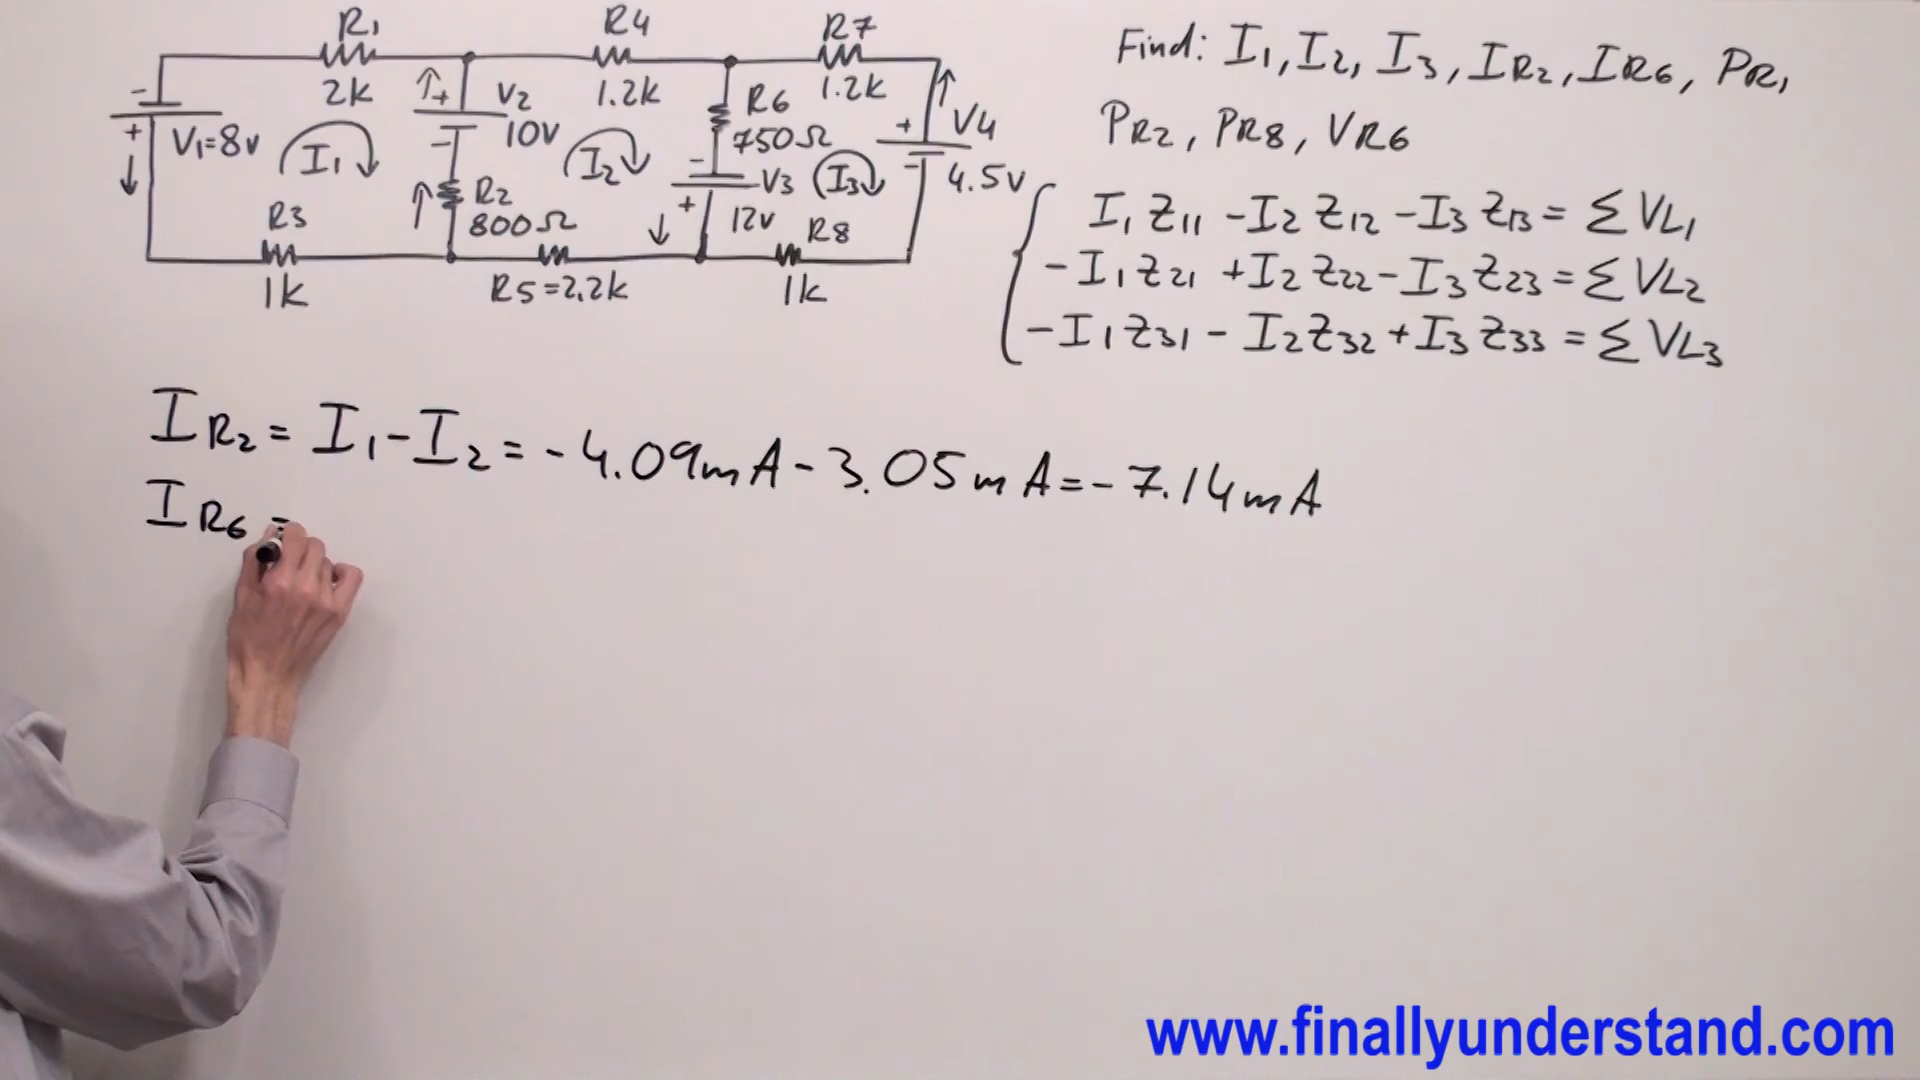 R1 R4 R7
2K 1.2K 1.2K
- + V2 R6 + V4
+ V1=8v I1 - 10v I2 750Ω - 4.5v
R2 - V3 I3
R3 800Ω + 12v R8
1K R5=2.2K 1K
Find: I1, I2, I3, IR2, IR6, PR1
PR2, PR8, VR6
I1 Z11 - I2 Z12 - I3 Z13 = Σ VL1
- I1 Z21 + I2 Z22 - I3 Z23 = Σ VL2
- I1 Z31 - I2 Z32 + I3 Z33 = Σ VL3
IR2 = I1 - I2 = - 4.09mA - 3.05mA = - 7.14mA
IR6 =
www.finallyunderstand.com